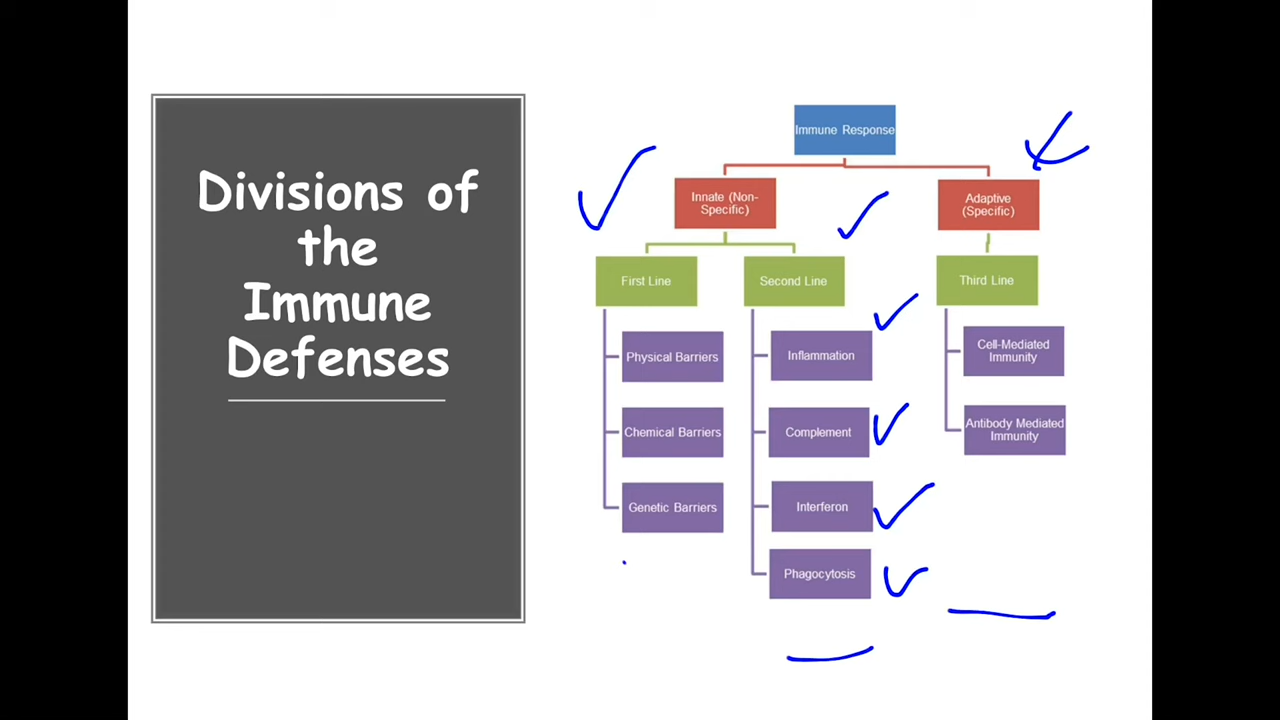 Divisions of
the
Immune
Defenses
Immune Response
Innate (Non-
Specific)
Adaptive
(Specific)
First Line
Second Line
Third Line
Physical Barriers
Chemical Barriers
Genetic Barriers
Inflammation
Complement
Interferon
Phagocytosis
Cell-Mediated
Immunity
Antibody Mediated
Immunity